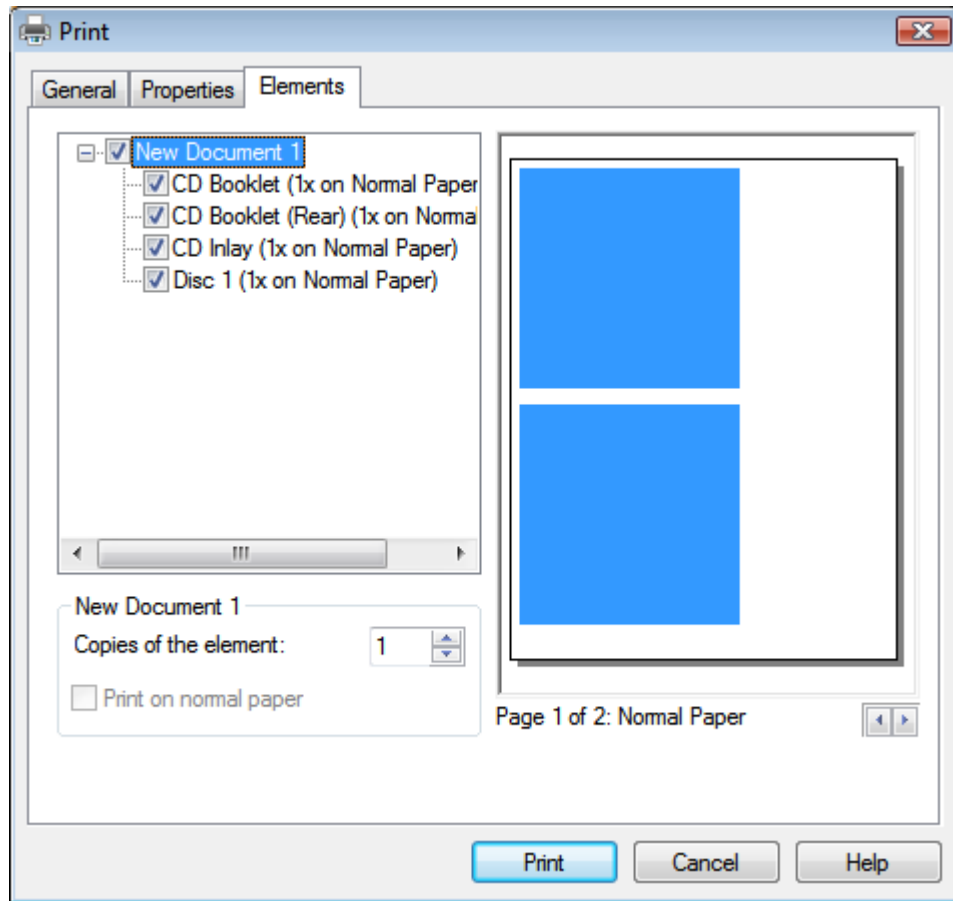 Print
General Properties Elements
New Document 1
CD Booklet (1x on Normal Paper
CD Booklet (Rear) (1x on Normal
CD Inlay (1x on Normal Paper)
Disc 1 (1x on Normal Paper)
New Document 1
Copies of the element: 1
Print on normal paper
Page 1 of 2: Normal Paper
Print Cancel Help